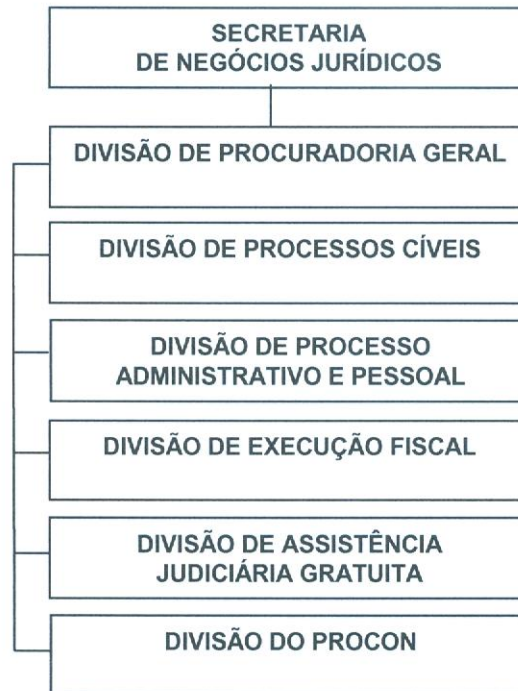 SECRETARIA
DE NEGÓCIOS JURÍDICOS
DIVISÃO DE PROCURADORIA GERAL
DIVISÃO DE PROCESSOS CÍVEIS
DIVISÃO DE PROCESSO
ADMINISTRATIVO E PESSOAL
DIVISÃO DE EXECUÇÃO FISCAL
DIVISÃO DE ASSISTÊNCIA
JUDICIÁRIA GRATUITA
DIVISÃO DO PROCON